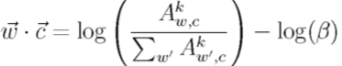 $\vec{w} \cdot \vec{c} = \log\left(\frac{A^k_{w,c}}{\sum_{w'} A^k_{w',c}}\right) - \log(\beta)$